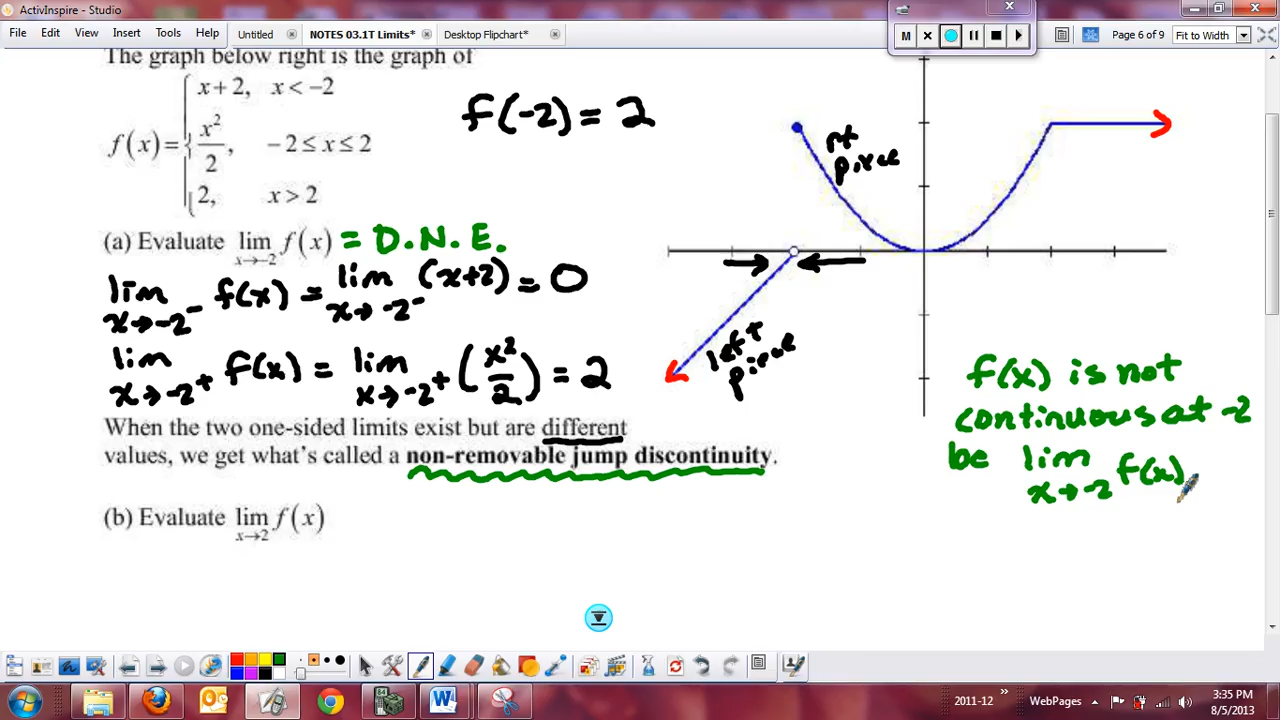 ActivInspire - Studio
File Edit View Insert Tools Help
Untitled
NOTES 03.1T Limits*
Desktop Flipchart*
M
Page 6 of 9
Fit to Width
The graph below right is the graph of
f(x) = { x+2, x < -2
x²/2, -2 ≤ x ≤ 2
2, x > 2
f(-2) = 2
rt
piece
(a) Evaluate lim x→-2 f(x) = D.N.E.
lim x→-2⁻ f(x) = lim x→-2⁻ (x+2) = 0
lim x→-2⁺ f(x) = lim x→-2⁺ (x²/2) = 2
left
piece
When the two one-sided limits exist but are different
values, we get what's called a non-removable jump discontinuity.
f(x) is not
continuous at -2
bc lim x→-2 f(x)
(b) Evaluate lim x→2 f(x)
2011-12
WebPages
3:35 PM
8/5/2013